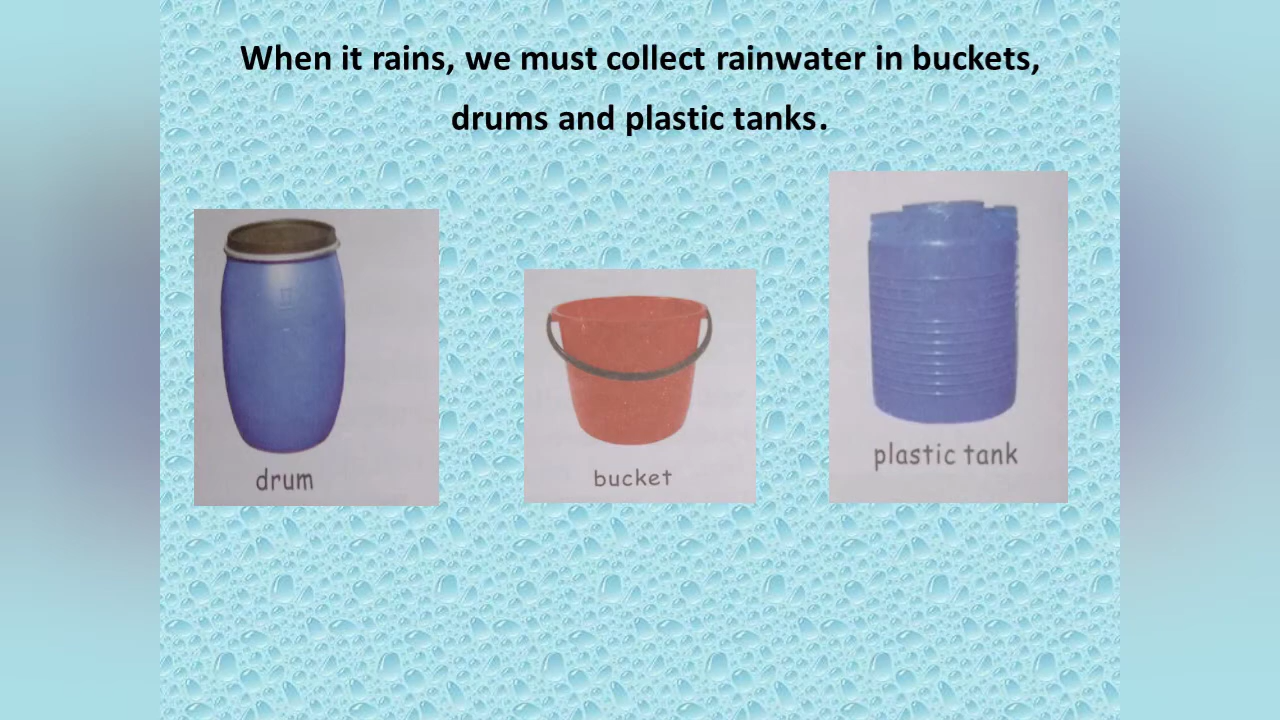 When it rains, we must collect rainwater in buckets,
drums and plastic tanks.
drum
bucket
plastic tank